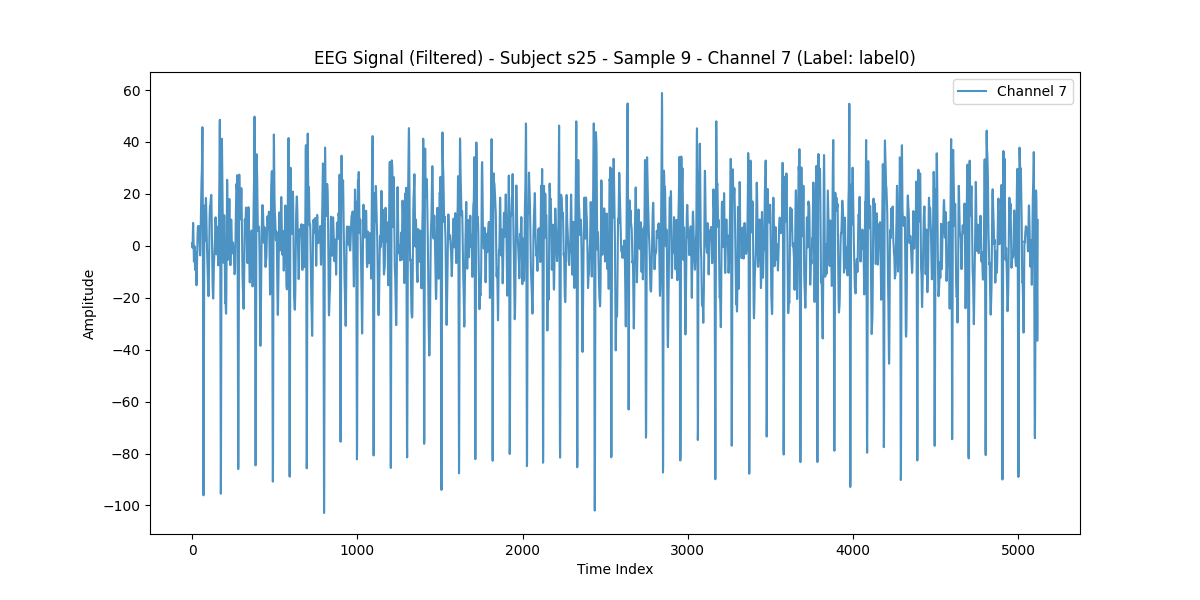 EEG Signal (Filtered) - Subject s25 - Sample 9 - Channel 7 (Label: label0)
Channel 7
60
40
20
0
−20
−40
−60
−80
−100
Amplitude
0 1000 2000 3000 4000 5000
Time Index